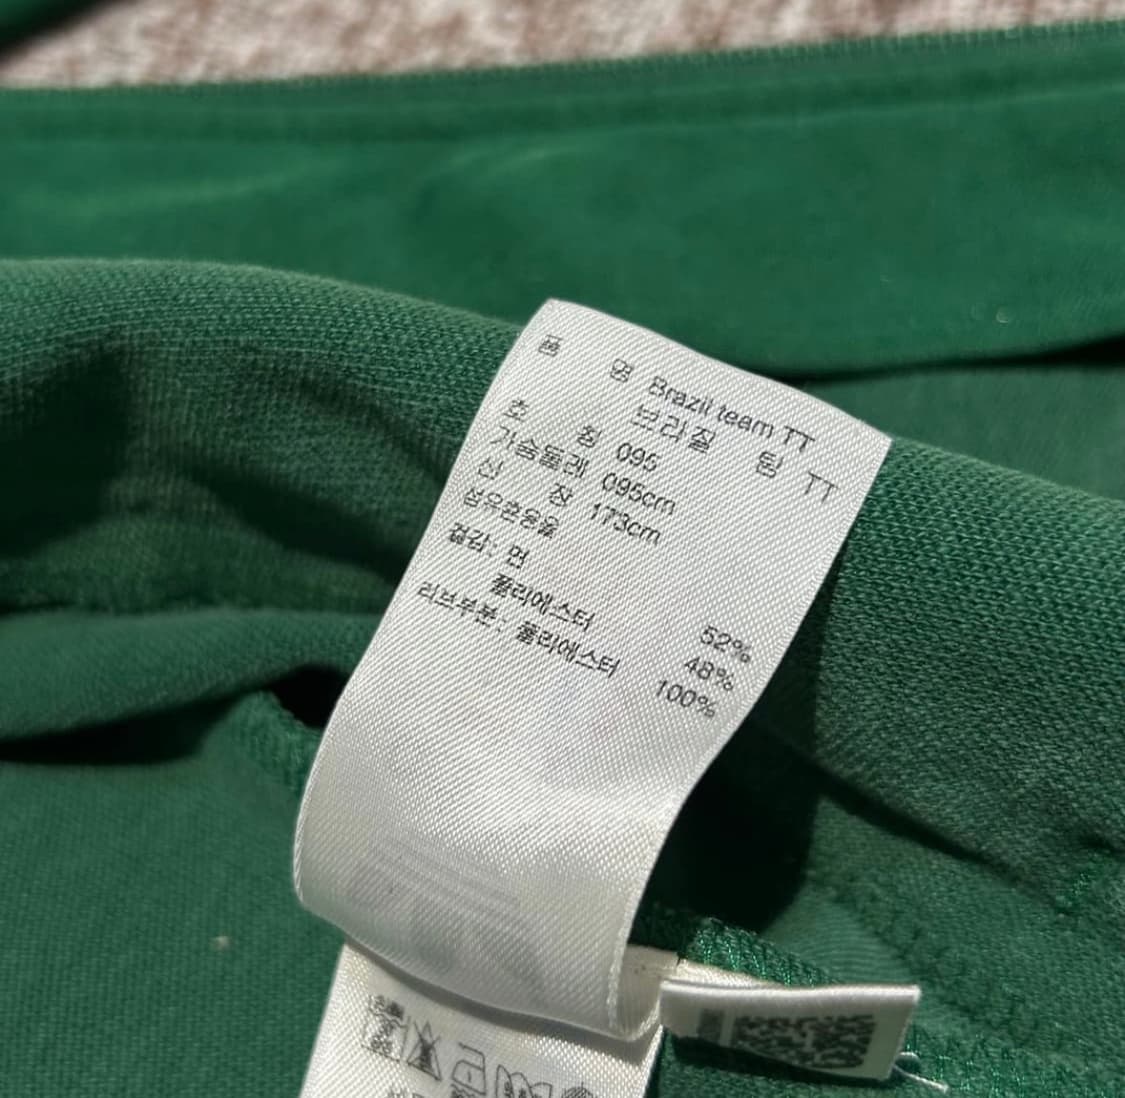 품 명 Brazil team TT
브라질 팀 TT
호 칭 095
가슴둘레 095cm
신 장 173cm
섬유혼용율
겉감: 면 52%
폴리에스터 48%
리브부분: 폴리에스터 100%